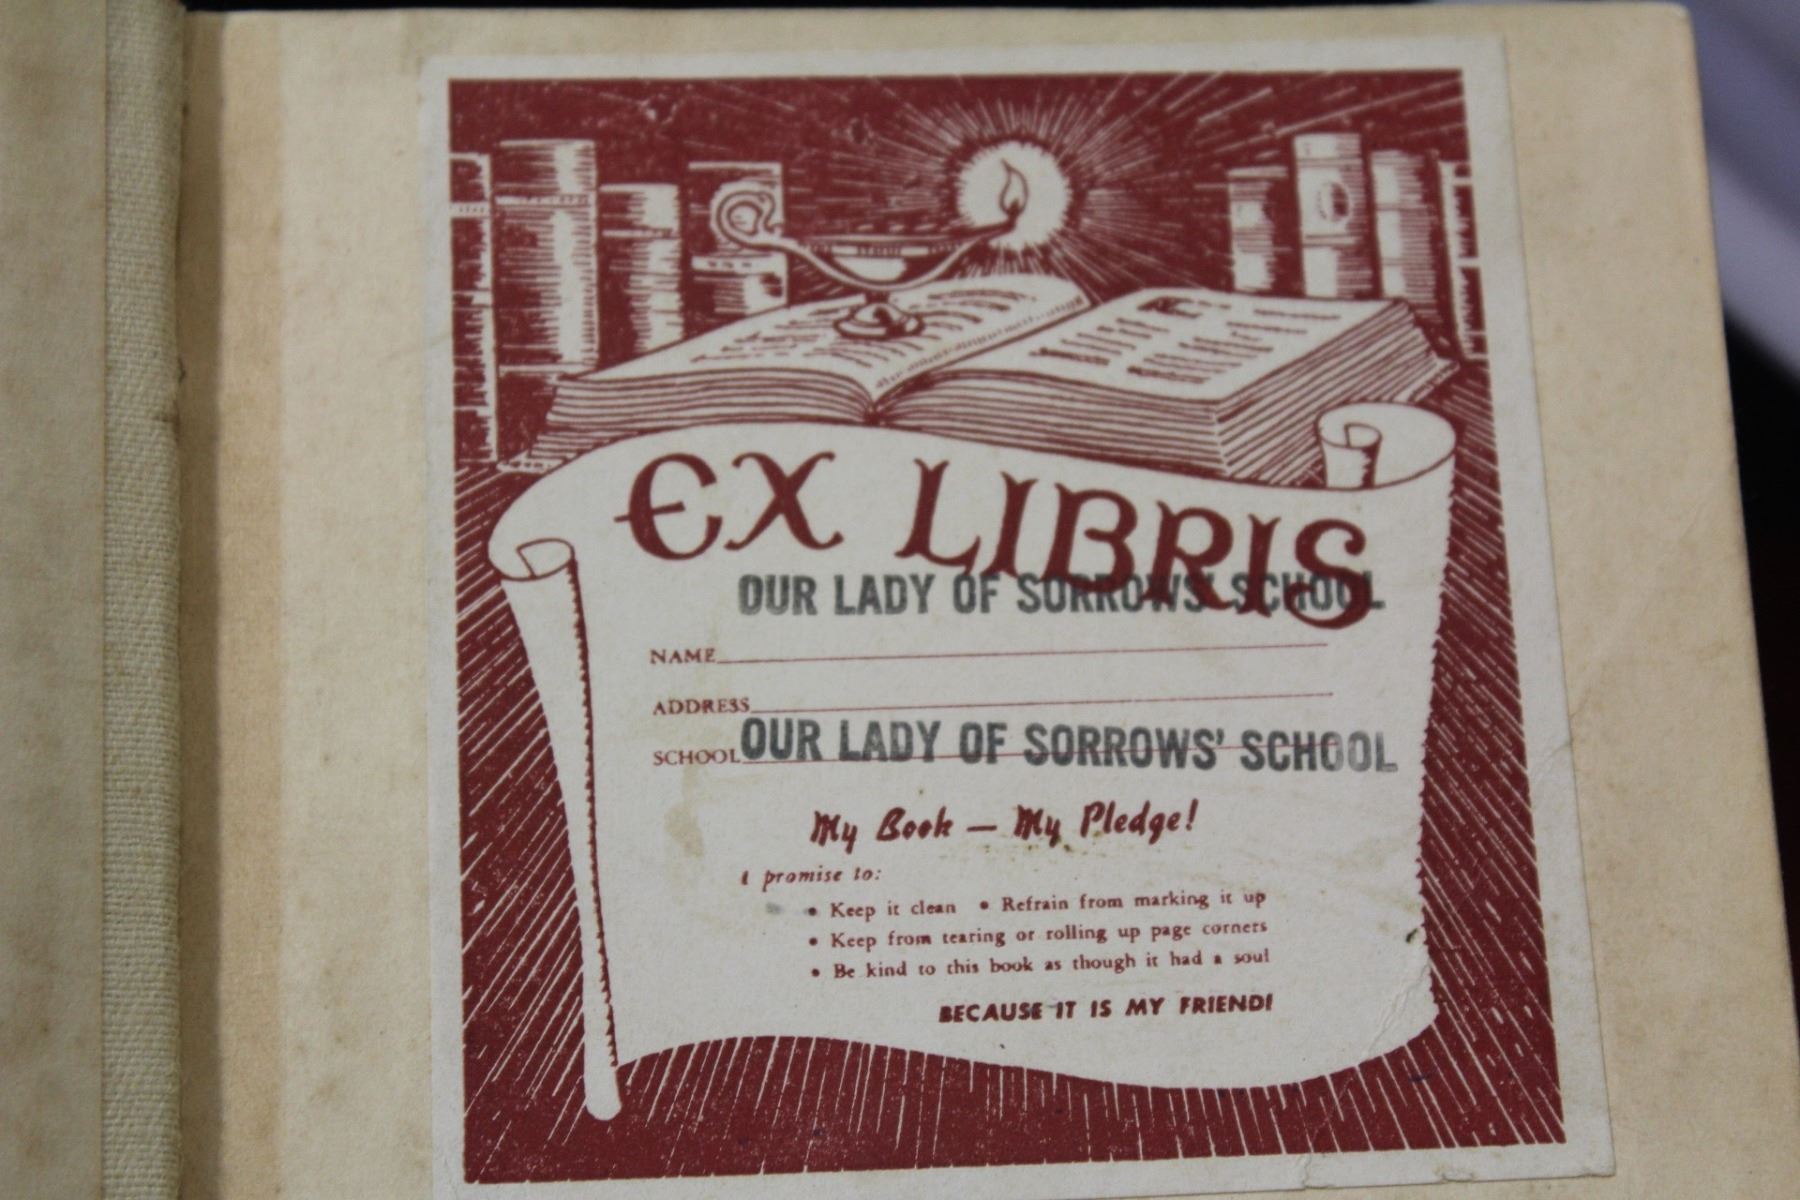 EX LIBRIS
OUR LADY OF SORROWS' SCHOOL
NAME
ADDRESS
SCHOOL OUR LADY OF SORROWS' SCHOOL
My Book — My Pledge!
I promise to:
• Keep it clean • Refrain from marking it up
• Keep from tearing or rolling up page corners
• Be kind to this book as though it had a soul
BECAUSE IT IS MY FRIEND!